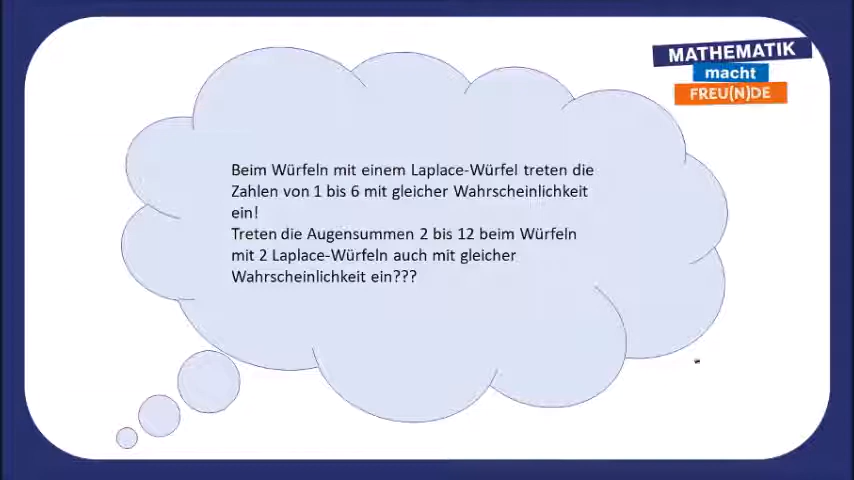 MATHEMATIK
macht
FREU(N)DE
Beim Würfeln mit einem Laplace-Würfel treten die
Zahlen von 1 bis 6 mit gleicher Wahrscheinlichkeit
ein!
Treten die Augensummen 2 bis 12 beim Würfeln
mit 2 Laplace-Würfeln auch mit gleicher
Wahrscheinlichkeit ein???